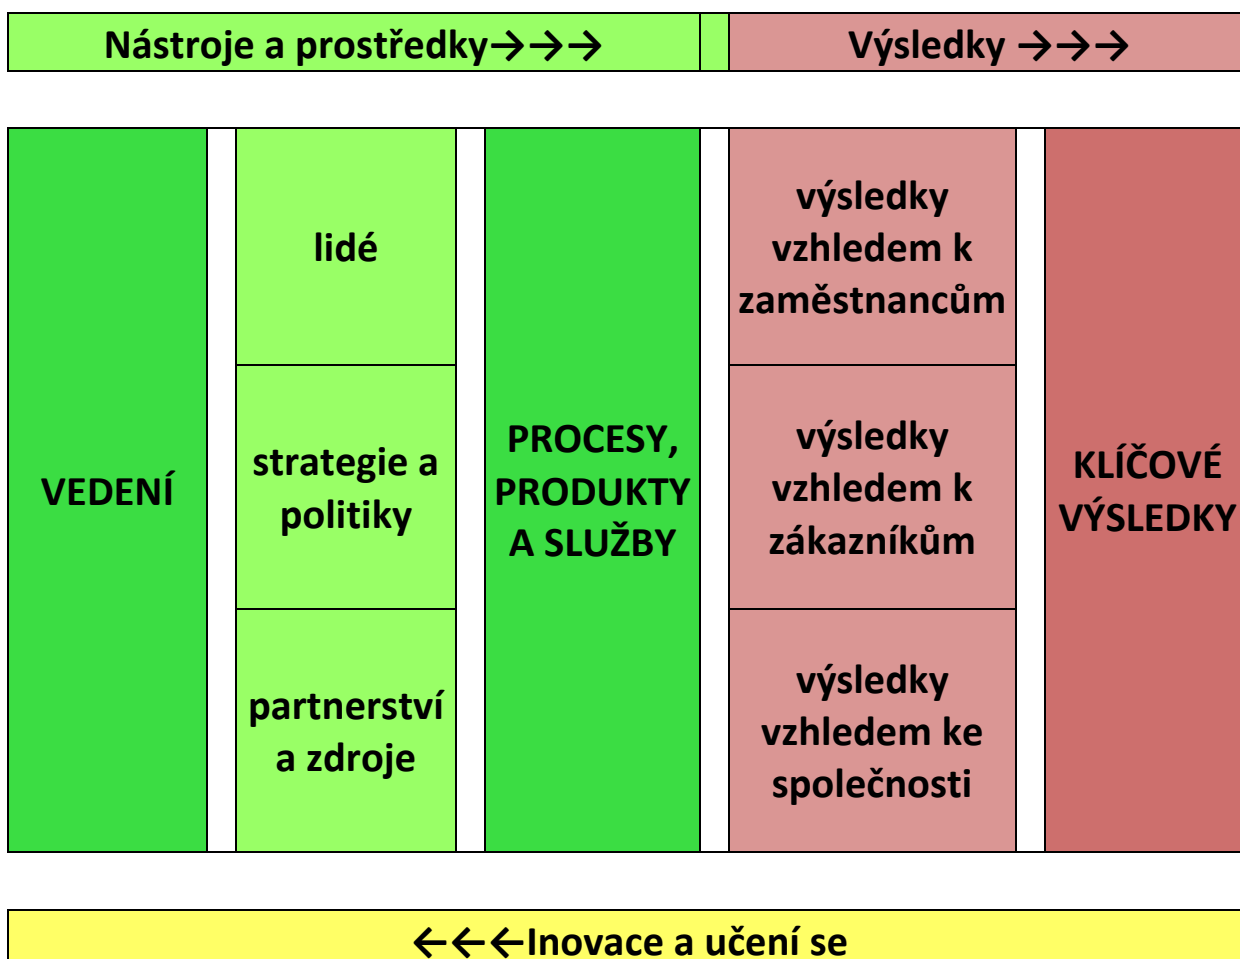 Nástroje a prostředky→→→
Výsledky →→→
VEDENÍ
lidé
strategie a
politiky
partnerství
a zdroje
PROCESY,
PRODUKTY
A SLUŽBY
výsledky
vzhledem k
zaměstnancům
výsledky
vzhledem k
zákazníkům
výsledky
vzhledem ke
společnosti
KLÍČOVÉ
VÝSLEDKY
←←←Inovace a učení se